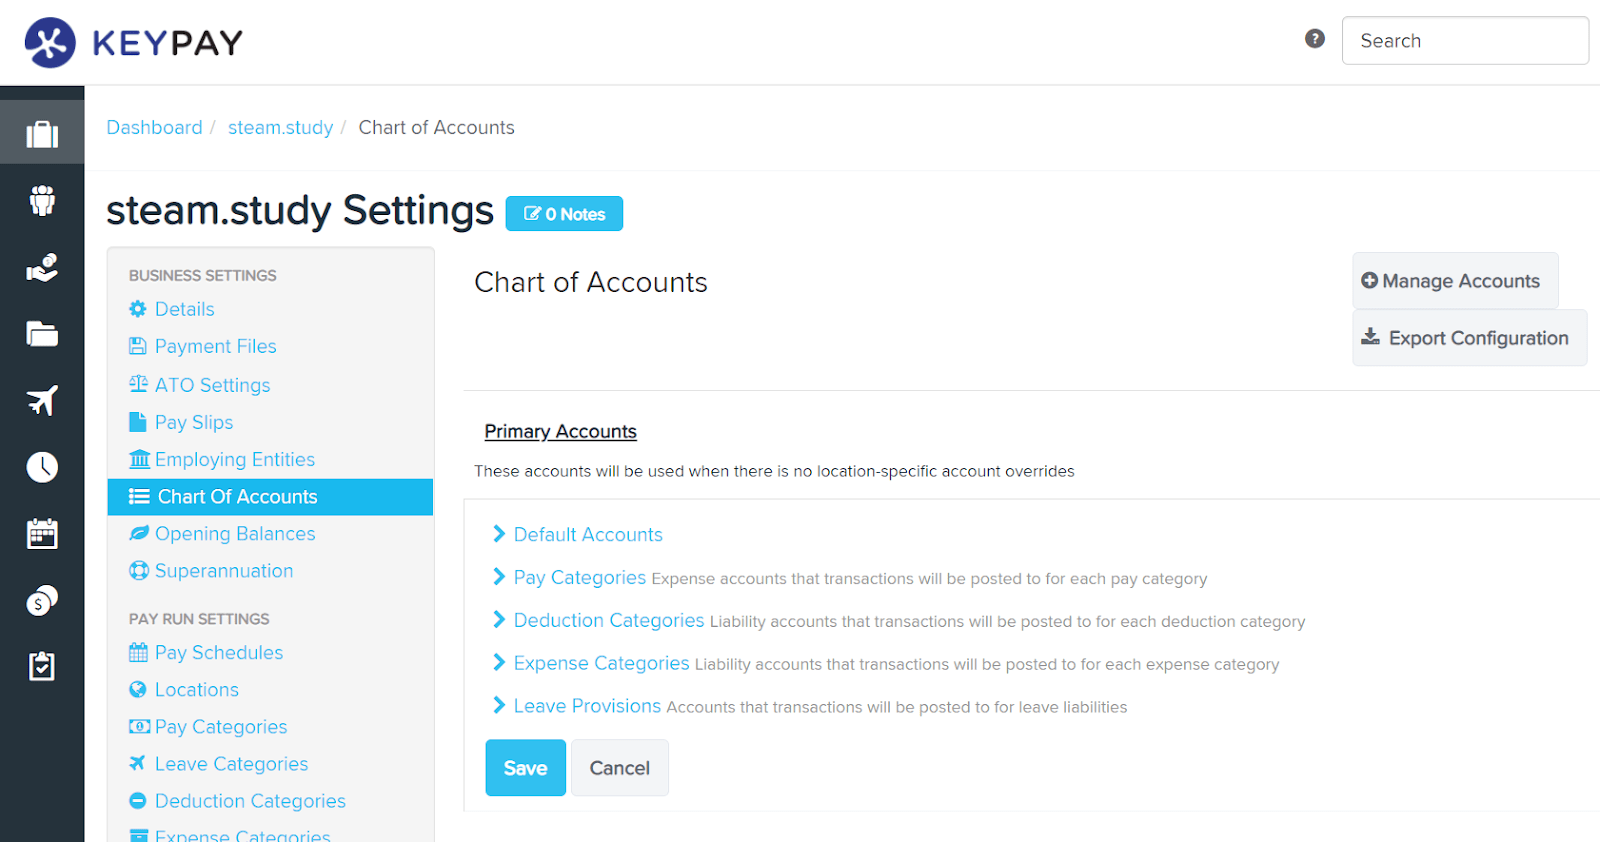 KEYPAY
Search
Dashboard / steam.study / Chart of Accounts
steam.study Settings
0 Notes
BUSINESS SETTINGS
Details
Payment Files
ATO Settings
Pay Slips
Employing Entities
Chart Of Accounts
Opening Balances
Superannuation
PAY RUN SETTINGS
Pay Schedules
Locations
Pay Categories
Leave Categories
Deduction Categories
Expense Categories
Chart of Accounts
Manage Accounts
Export Configuration
Primary Accounts
These accounts will be used when there is no location-specific account overrides
Default Accounts
Pay Categories Expense accounts that transactions will be posted to for each pay category
Deduction Categories Liability accounts that transactions will be posted to for each deduction category
Expense Categories Liability accounts that transactions will be posted to for each expense category
Leave Provisions Accounts that transactions will be posted to for leave liabilities
Save
Cancel